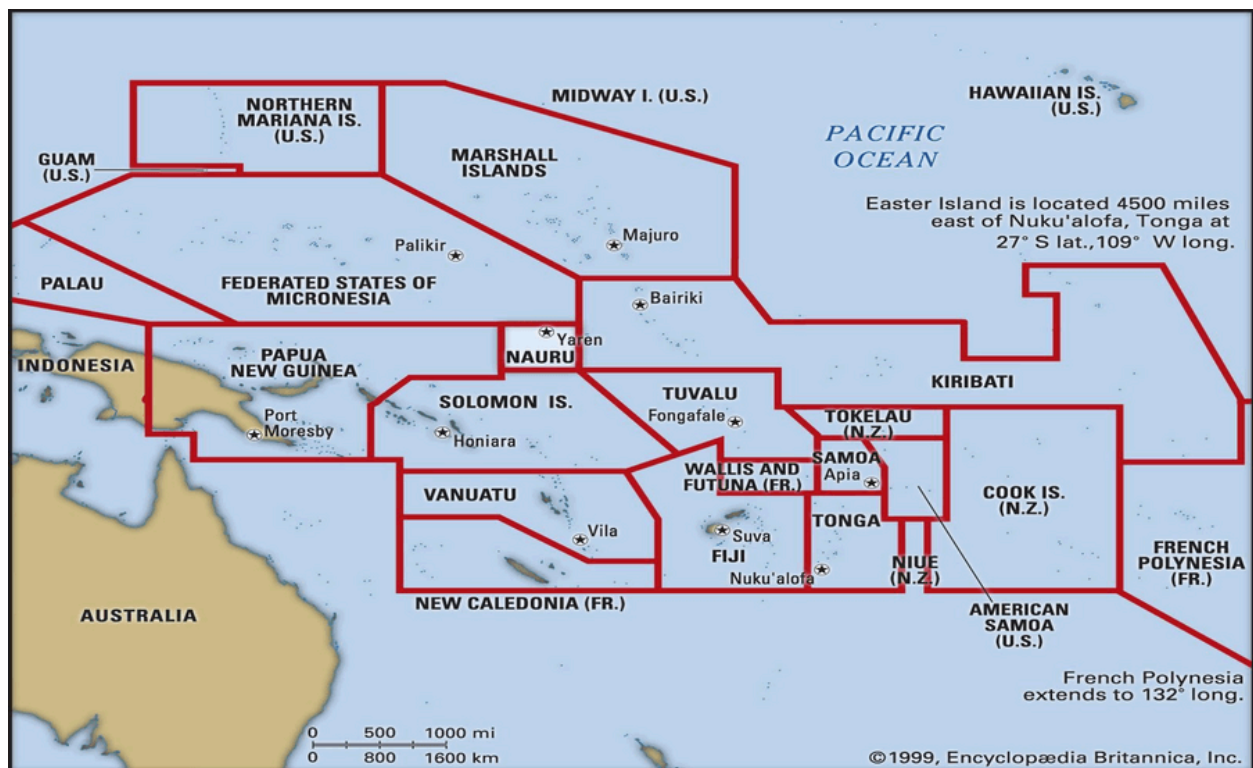 NORTHERN
MARIANA IS.
(U.S.)
MIDWAY I. (U.S.)
HAWAIIAN IS.
(U.S.)
PACIFIC
OCEAN
GUAM
(U.S.)
MARSHALL
ISLANDS
Easter Island is located 4500 miles
east of Nuku'alofa, Tonga at
27° S lat.,109° W long.
Palikir
Majuro
PALAU
FEDERATED STATES OF
MICRONESIA
Bairiki
Yaren
NAURU
INDONESIA
PAPUA
NEW GUINEA
KIRIBATI
SOLOMON IS.
TUVALU
Fongafale
Port
Moresby
Honiara
TOKELAU
(N.Z.)
SAMOA
Apia
WALLIS AND
FUTUNA (FR.)
VANUATU
Vila
COOK IS.
(N.Z.)
TONGA
Suva
FIJI
Nuku'alofa
NIUE
(N.Z.)
FRENCH
POLYNESIA
(FR.)
NEW CALEDONIA (FR.)
AMERICAN
SAMOA
(U.S.)
AUSTRALIA
French Polynesia
extends to 132° long.
0 500 1000 mi
0 800 1600 km
©1999, Encyclopædia Britannica, Inc.